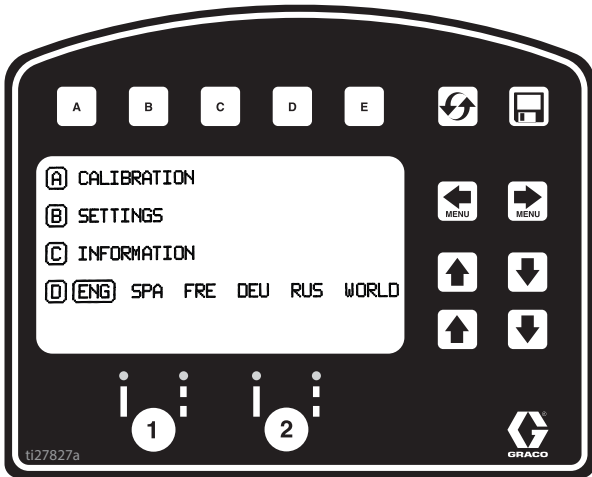 A B C D E
A CALIBRATION
B SETTINGS
C INFORMATION
D ENG SPA FRE DEU RUS WORLD
MENU MENU
1 2
ti27827a
GRACO